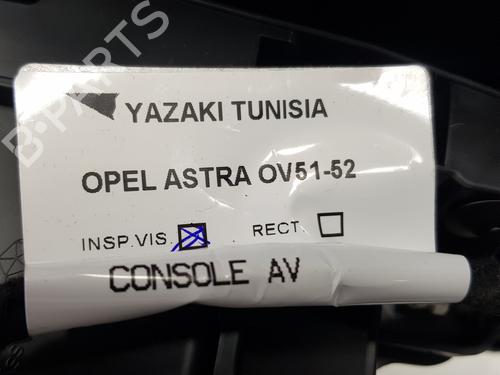 B-PARTS
YAZAKI TUNISIA
OPEL ASTRA OV51-52
INSP.VIS. RECT.
CONSOLE AV